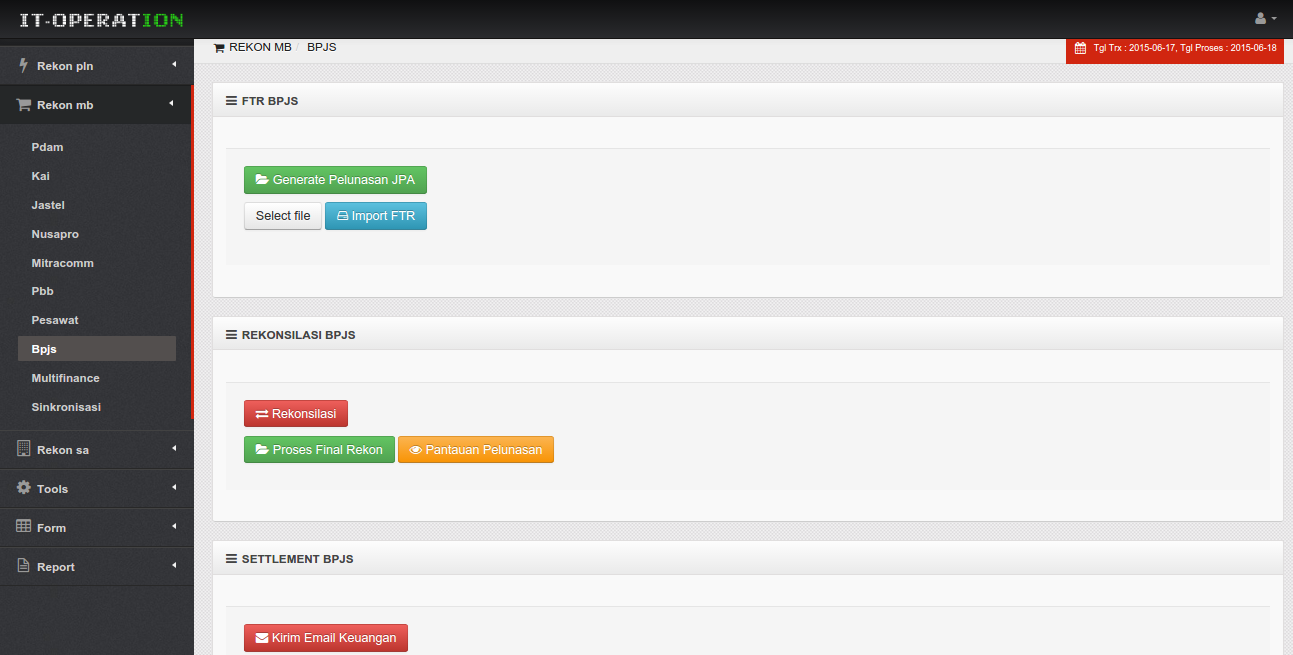 IT-OPERATION
REKON MB / BPJS
Tgl Trx : 2015-06-17, Tgl Proses : 2015-06-18
Rekon pln
Rekon mb
Pdam
Kai
Jastel
Nusapro
Mitracomm
Pbb
Pesawat
Bpjs
Multifinance
Sinkronisasi
Rekon sa
Tools
Form
Report
FTR BPJS
Generate Pelunasan JPA
Select file
Import FTR
REKONSILASI BPJS
Rekonsilasi
Proses Final Rekon
Pantauan Pelunasan
SETTLEMENT BPJS
Kirim Email Keuangan